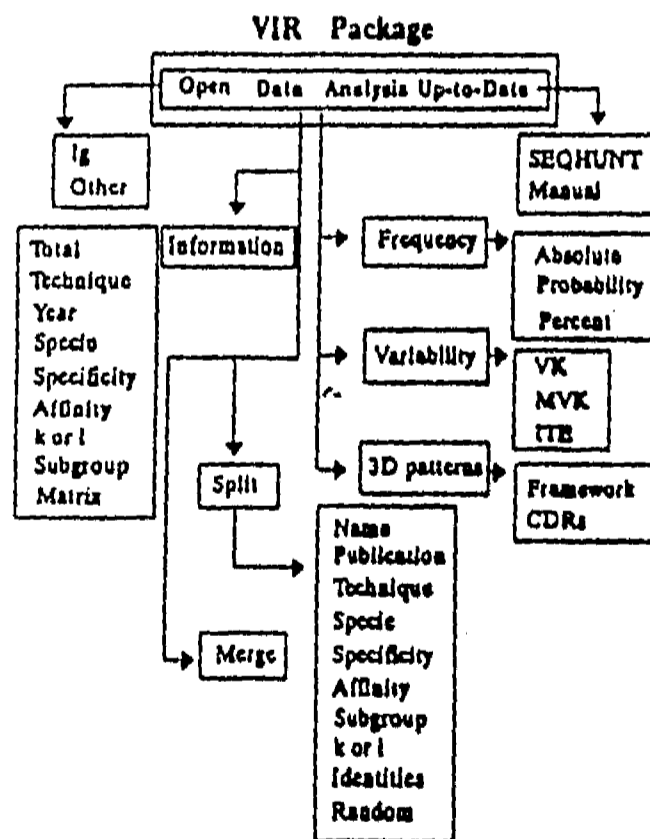 VIR Package
Open Data Analysis Up-to-Date
Ig
Other
SEQHUNT
Manual
Total
Technique
Year
Specie
Specificity
Affinity
k or l
Subgroup
Matrix
Information
Frequency
Absolute
Probability
Percent
Variability
VK
MVK
ITE
3D patterns
Framework
CDRs
Split
Name
Publication
Technique
Specie
Specificity
Affinity
Subgroup
k or l
Identities
Random
Merge